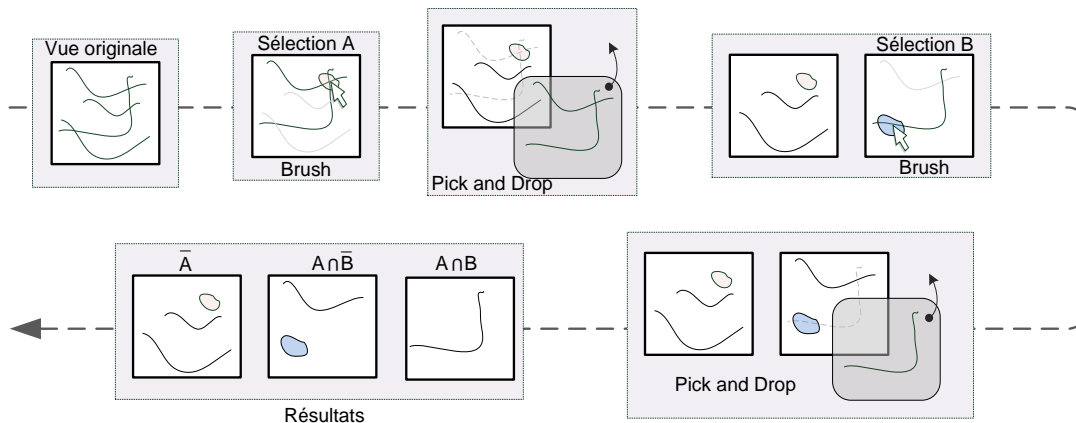 Vue originale
Sélection A
Brush
Pick and Drop
Sélection B
Brush
A̅
A∩B̅
A∩B
Résultats
Pick and Drop